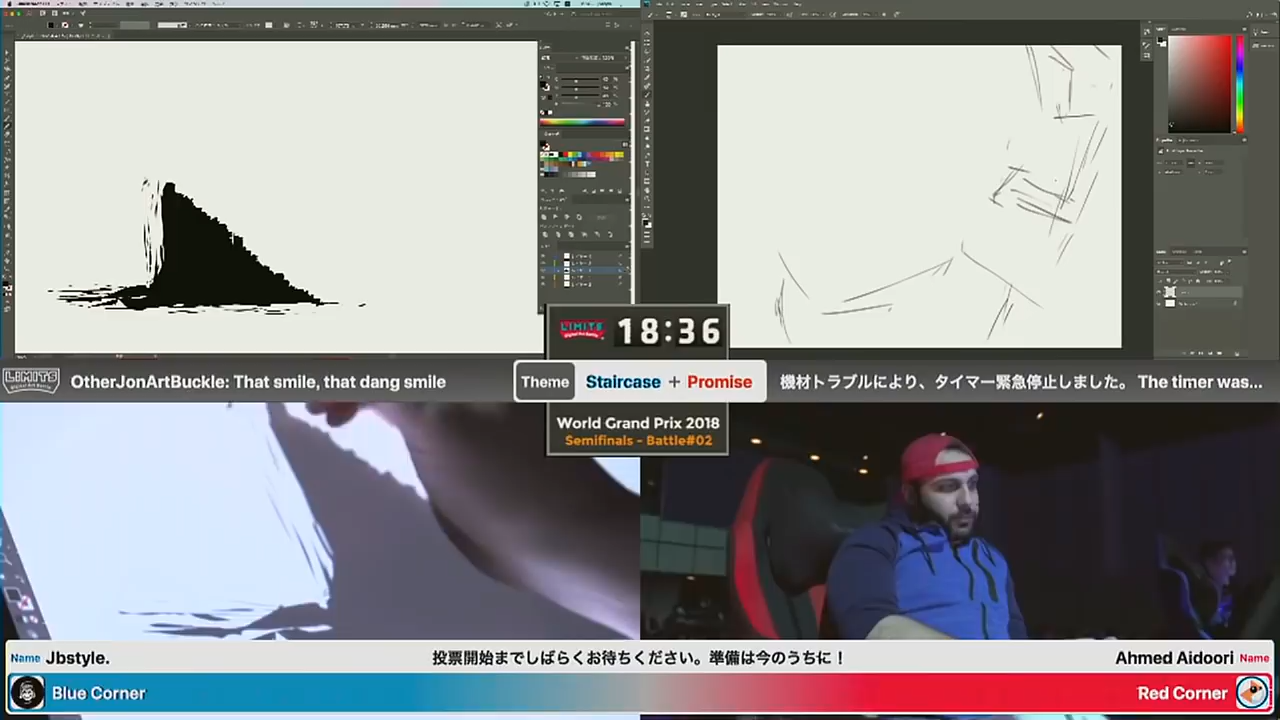 LIMITS
18:36
LIMITS
Digital Art Battle
OtherJonArtBuckle: That smile, that dang smile
Theme
Staircase + Promise
機材トラブルにより、タイマー緊急停止しました。 The timer was...
World Grand Prix 2018
Semifinals - Battle#02
Name Jbstyle.
投票開始までしばらくお待ちください。準備は今のうちに！
Ahmed Aidoori Name
Blue Corner
Red Corner